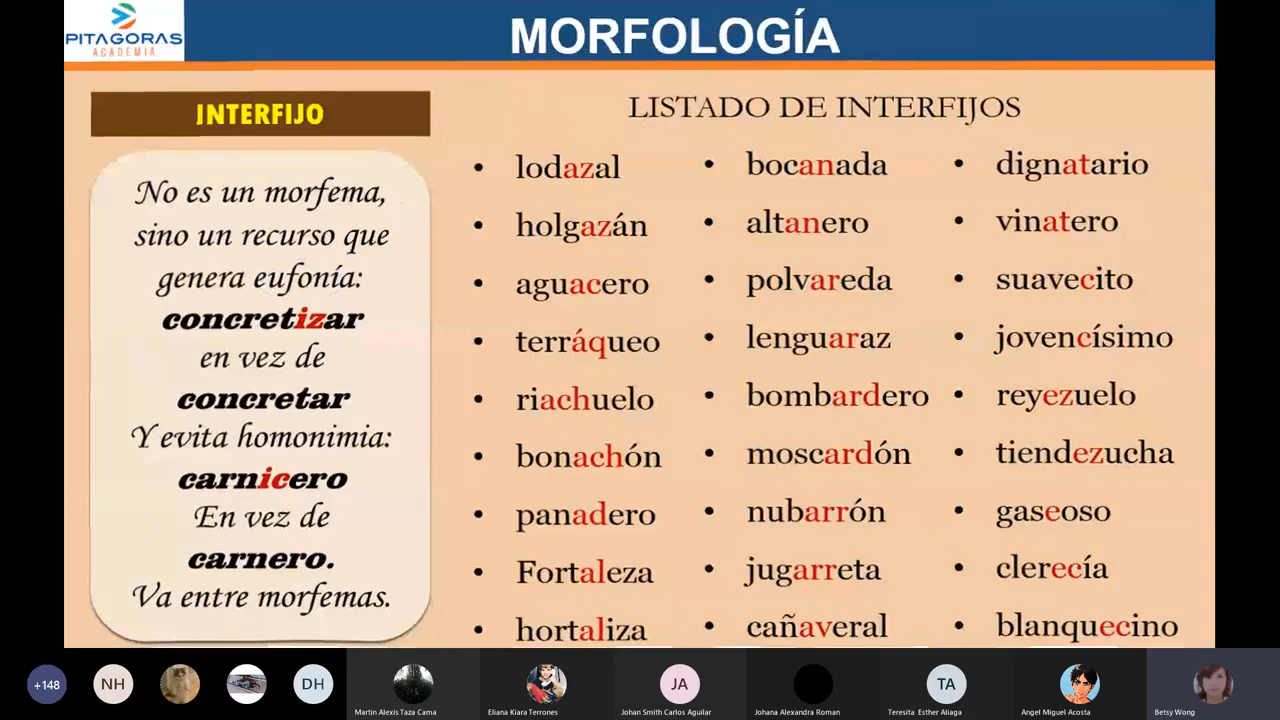 PITAGORAS
ACADEMIA
MORFOLOGÍA
INTERFIJO
No es un morfema,
sino un recurso que
genera eufonía:
concretizar
en vez de
concretar
Y evita homonimia:
carnicero
En vez de
carnero.
Va entre morfemas.
LISTADO DE INTERFIJOS
• lodazal
• holgazán
• aguacero
• terráqueo
• riachuelo
• bonachón
• panadero
• Fortaleza
• hortaliza
• bocanada
• altanero
• polvareda
• lenguaraz
• bombardero
• moscardón
• nubarrón
• jugarreta
• cañaveral
• dignatario
• vinatero
• suavecito
• jovencísimo
• reyezuelo
• tiendezucha
• gaseoso
• clerecía
• blanquecino
+148
NH
DH
Martin Alexis Taza Cama
Eliana Kiara Terrones
JA
Johan Smith Carlos Aguilar
Johana Alexandra Roman
TA
Teresita Esther Aliaga
Angel Miguel Acosta
Betsy Wong